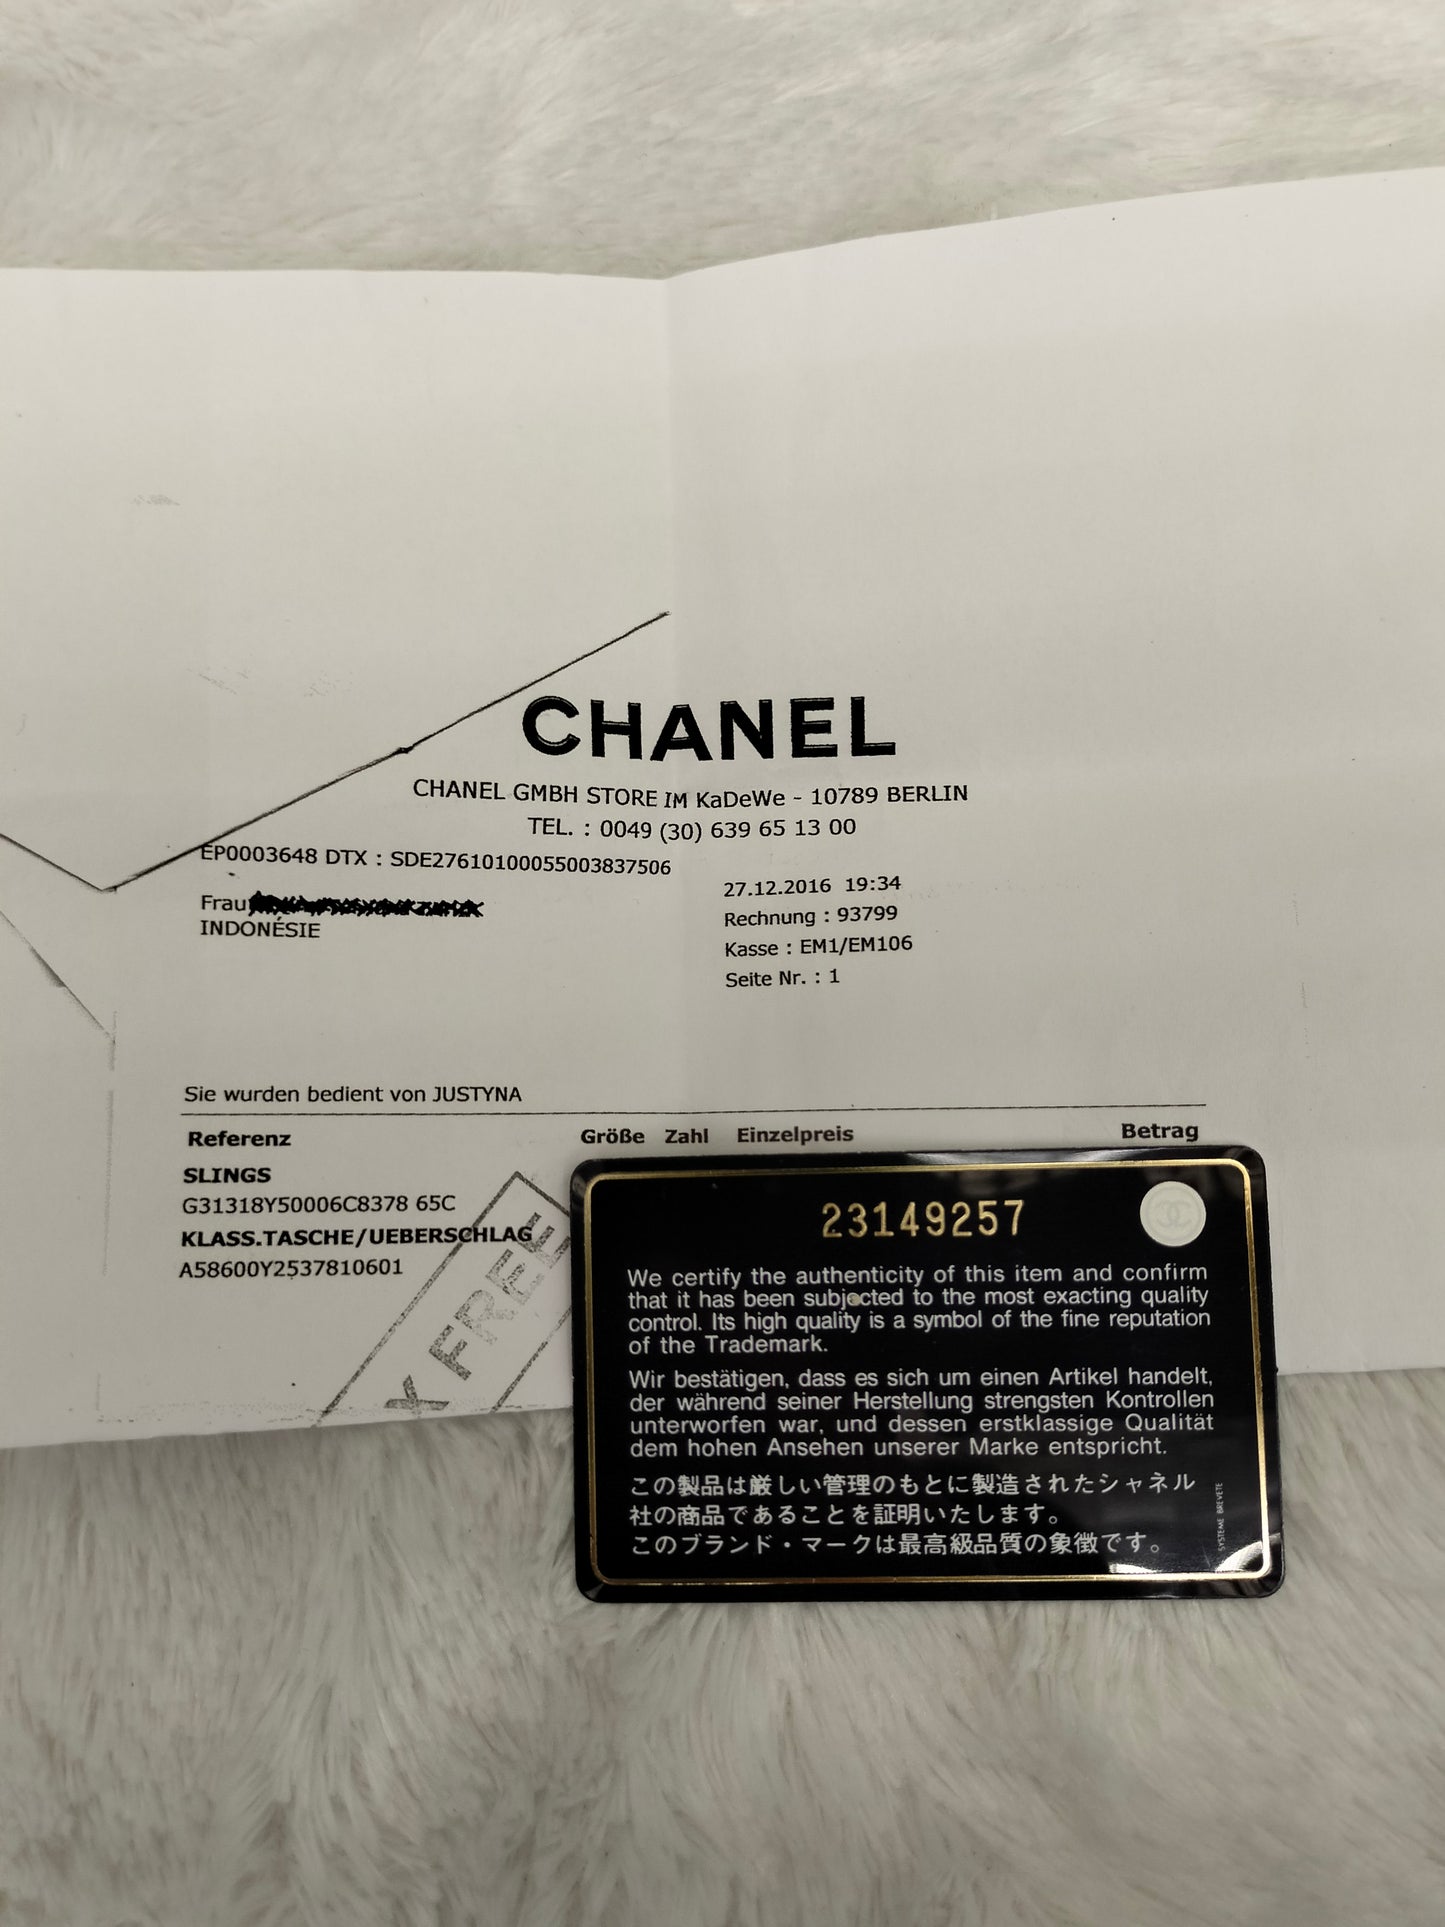 CHANEL
CHANEL GMBH STORE IM KaDeWe - 10789 BERLIN
TEL. : 0049 (30) 639 65 13 00
EP0003648 DTX : SDE27610100055003837506
27.12.2016 19:34
Frau
Rechnung : 93799
INDONÉSIE
Kasse : EM1/EM106
Seite Nr. : 1
Sie wurden bedient von JUSTYNA
Referenz Größe Zahl Einzelpreis Betrag
SLINGS
G31318Y50006C8378 65C
KLASS.TASCHE/UEBERSCHLAG
A58600Y2537810601
X FREE
23149257
We certify the authenticity of this item and confirm
that it has been subjected to the most exacting quality
control. Its high quality is a symbol of the fine reputation
of the Trademark.
Wir bestätigen, dass es sich um einen Artikel handelt,
der während seiner Herstellung strengsten Kontrollen
unterworfen war, und dessen erstklassige Qualität
dem hohen Ansehen unserer Marke entspricht.
この製品は厳しい管理のもとに製造されたシャネル
社の商品であることを証明いたします。
このブランド・マークは最高級品質の象徴です。
SYSTEME BREVETE